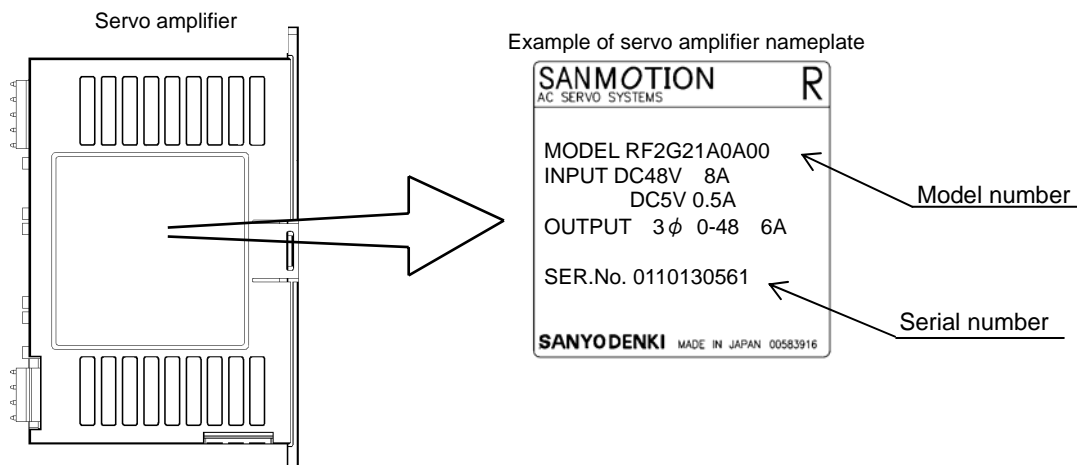 Servo amplifier
Example of servo amplifier nameplate
SANMOTION R
AC SERVO SYSTEMS
MODEL RF2G21A0A00
INPUT DC48V 8A
DC5V 0.5A
OUTPUT 3ϕ 0-48 6A
SER.No. 0110130561
SANYO DENKI MADE IN JAPAN 00583916
Model number
Serial number